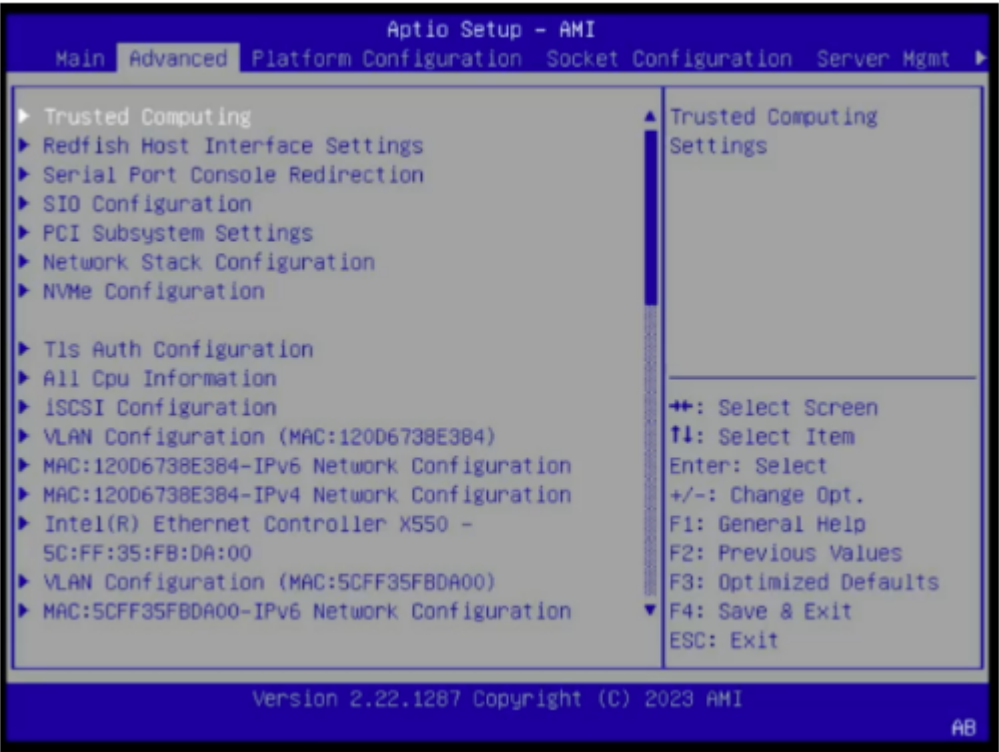 Aptio Setup – AMI
Main Advanced Platform Configuration Socket Configuration Server Mgmt ▶
▶ Trusted Computing
▶ Redfish Host Interface Settings
▶ Serial Port Console Redirection
▶ SIO Configuration
▶ PCI Subsystem Settings
▶ Network Stack Configuration
▶ NVMe Configuration
▶ Tls Auth Configuration
▶ All Cpu Information
▶ iSCSI Configuration
▶ VLAN Configuration (MAC:120D6738E384)
▶ MAC:120D6738E384-IPv6 Network Configuration
▶ MAC:120D6738E384-IPv4 Network Configuration
▶ Intel(R) Ethernet Controller X550 -
5C:FF:35:FB:DA:00
▶ VLAN Configuration (MAC:5CFF35FBDA00)
▶ MAC:5CFF35FBDA00-IPv6 Network Configuration
Trusted Computing
Settings
→←: Select Screen
↑↓: Select Item
Enter: Select
+/-: Change Opt.
F1: General Help
F2: Previous Values
F3: Optimized Defaults
F4: Save & Exit
ESC: Exit
Version 2.22.1287 Copyright (C) 2023 AMI
AB